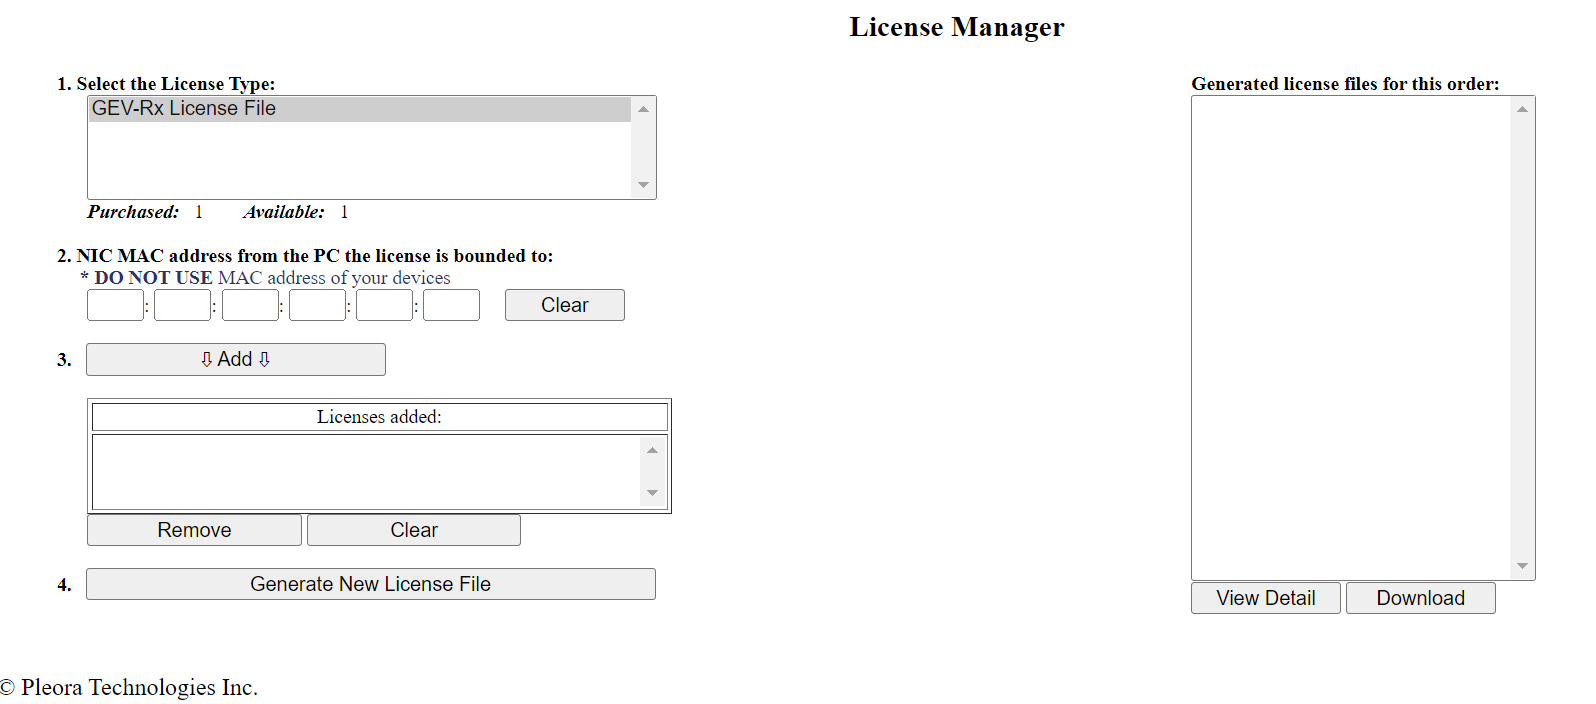 License Manager
1. Select the License Type:
GEV-Rx License File
Purchased: 1 Available: 1
2. NIC MAC address from the PC the license is bounded to:
* DO NOT USE MAC address of your devices
: : : : : Clear
3. ⇩ Add ⇩
Licenses added:
Remove Clear
4. Generate New License File
Generated license files for this order:
View Detail Download
© Pleora Technologies Inc.